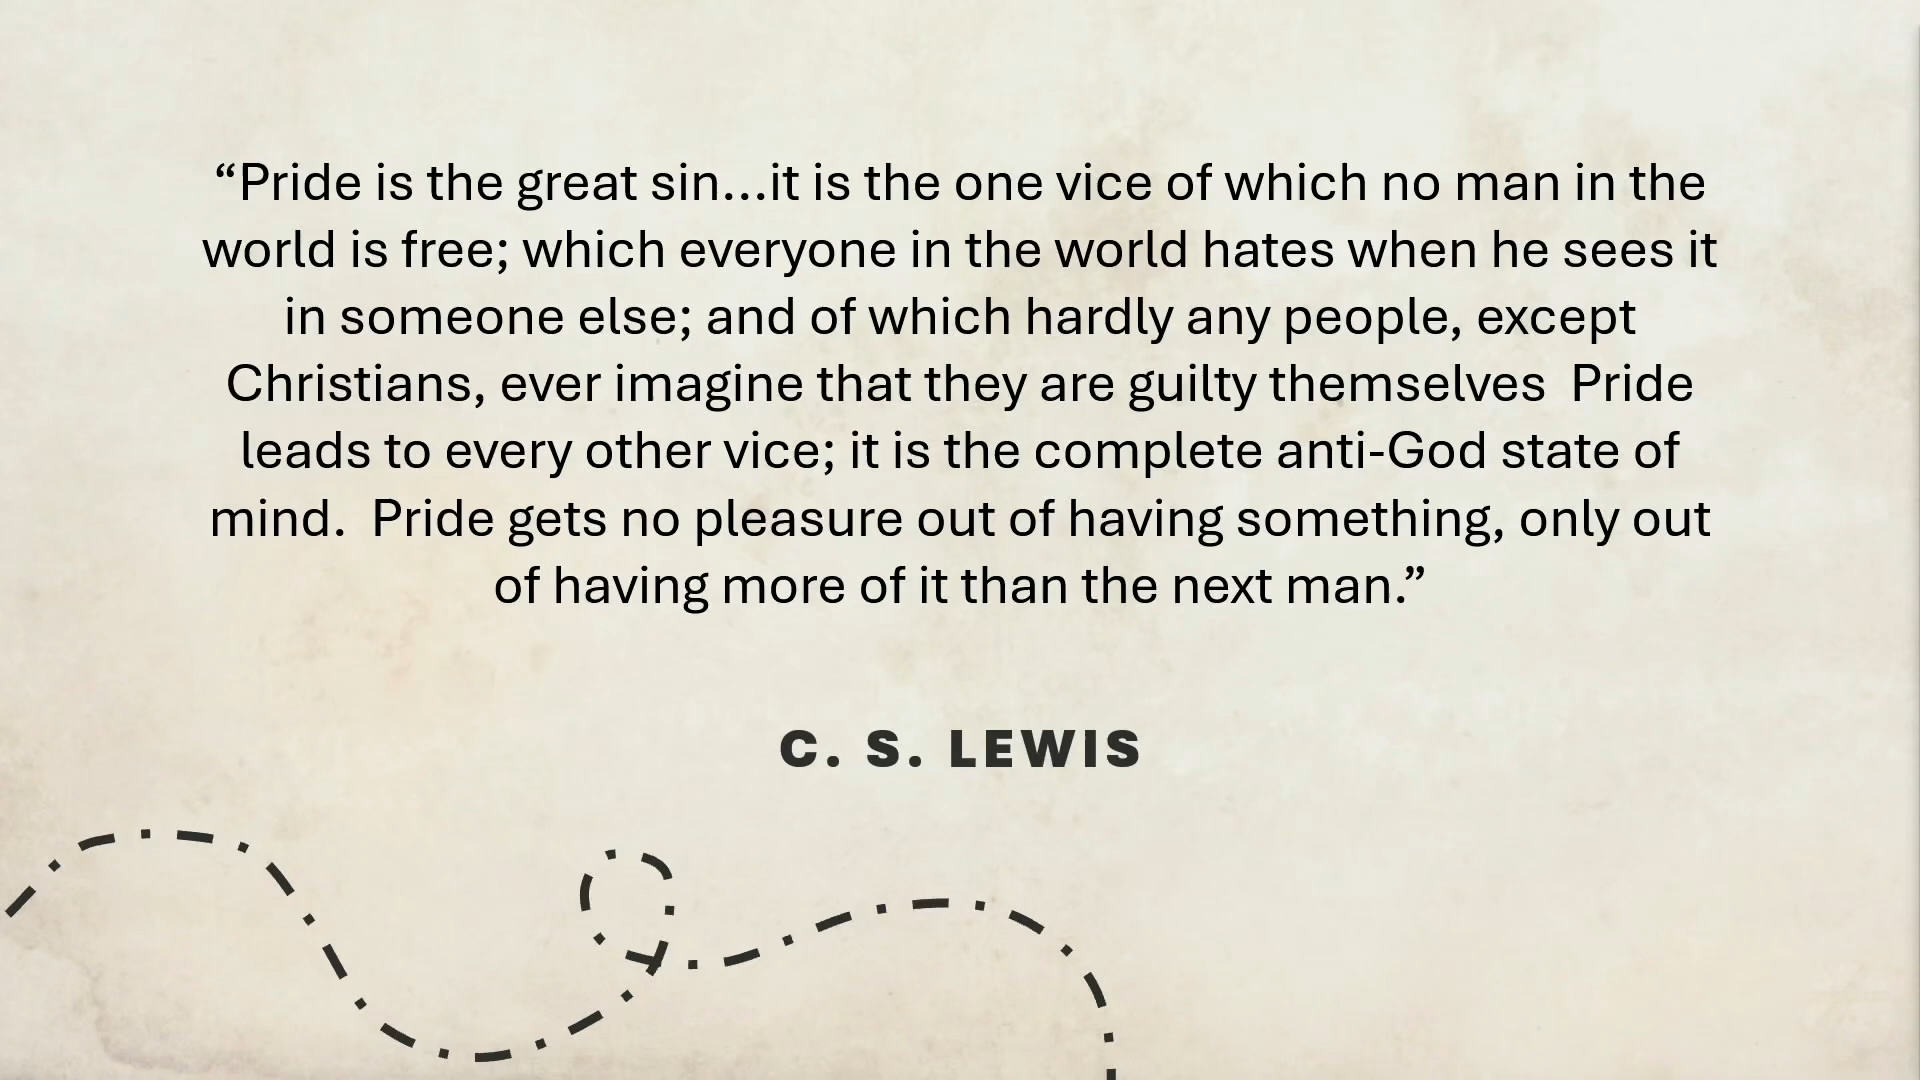 “Pride is the great sin...it is the one vice of which no man in the
world is free; which everyone in the world hates when he sees it
in someone else; and of which hardly any people, except
Christians, ever imagine that they are guilty themselves  Pride
leads to every other vice; it is the complete anti-God state of
mind.  Pride gets no pleasure out of having something, only out
of having more of it than the next man.”
C. S. LEWIS